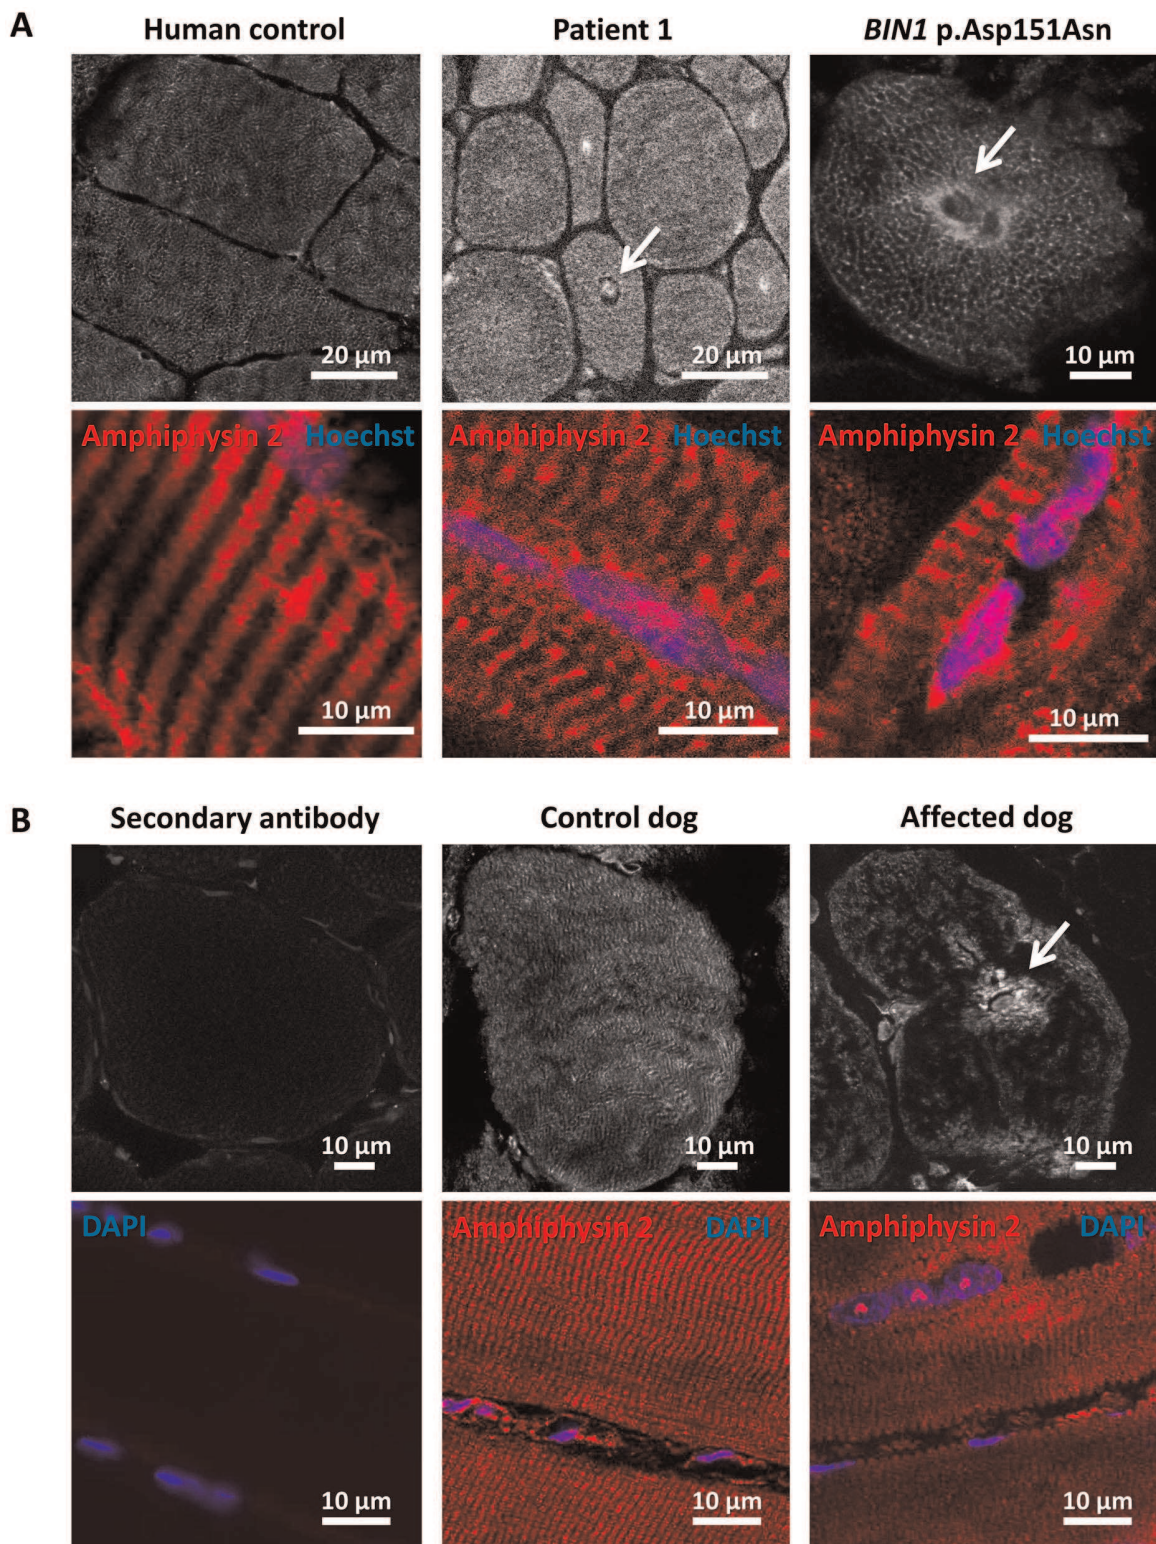 A
Human control
Patient 1
BIN1 p.Asp151Asn
20 µm
20 µm
10 µm
Amphiphysin 2 Hoechst
Amphiphysin 2 Hoechst
Amphiphysin 2 Hoechst
10 µm
10 µm
10 µm
B
Secondary antibody
Control dog
Affected dog
10 µm
10 µm
10 µm
DAPI
Amphiphysin 2 DAPI
Amphiphysin 2 DAPI
10 µm
10 µm
10 µm